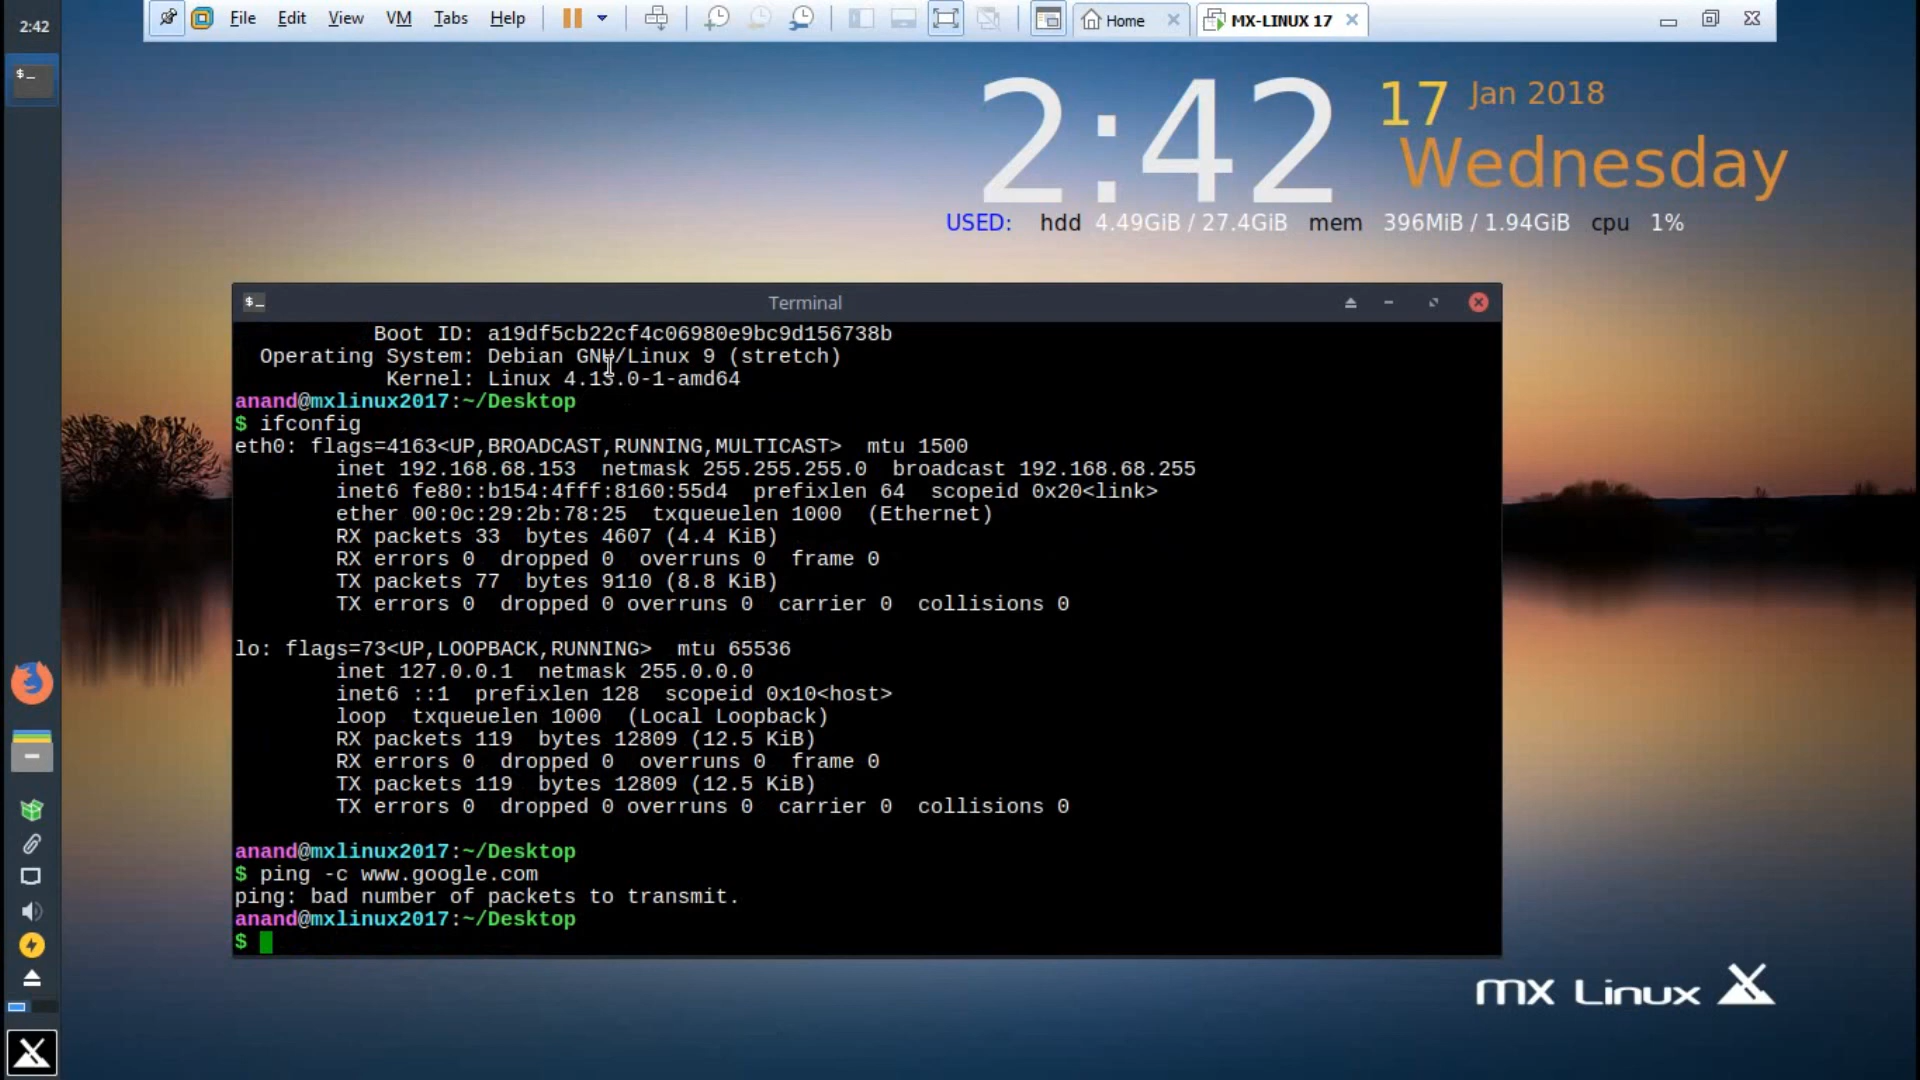 2:42
File Edit View VM Tabs Help Home MX-LINUX 17
$_
2:42 17 Jan 2018
Wednesday
USED: hdd 4.49GiB / 27.4GiB mem 396MiB / 1.94GiB cpu 1%
$_ Terminal
Boot ID: a19df5cb22cf4c06980e9bc9d156738b
Operating System: Debian GNU/Linux 9 (stretch)
Kernel: Linux 4.13.0-1-amd64
anand@mxlinux2017:~/Desktop
$ ifconfig
eth0: flags=4163<UP,BROADCAST,RUNNING,MULTICAST>  mtu 1500
inet 192.168.68.153  netmask 255.255.255.0  broadcast 192.168.68.255
inet6 fe80::b154:4fff:8160:55d4  prefixlen 64  scopeid 0x20<link>
ether 00:0c:29:2b:78:25  txqueuelen 1000  (Ethernet)
RX packets 33  bytes 4607 (4.4 KiB)
RX errors 0  dropped 0  overruns 0  frame 0
TX packets 77  bytes 9110 (8.8 KiB)
TX errors 0  dropped 0 overruns 0  carrier 0  collisions 0
lo: flags=73<UP,LOOPBACK,RUNNING>  mtu 65536
inet 127.0.0.1  netmask 255.0.0.0
inet6 ::1  prefixlen 128  scopeid 0x10<host>
loop  txqueuelen 1000  (Local Loopback)
RX packets 119  bytes 12809 (12.5 KiB)
RX errors 0  dropped 0  overruns 0  frame 0
TX packets 119  bytes 12809 (12.5 KiB)
TX errors 0  dropped 0 overruns 0  carrier 0  collisions 0
anand@mxlinux2017:~/Desktop
$ ping -c www.google.com
ping: bad number of packets to transmit.
anand@mxlinux2017:~/Desktop
$
MX Linux